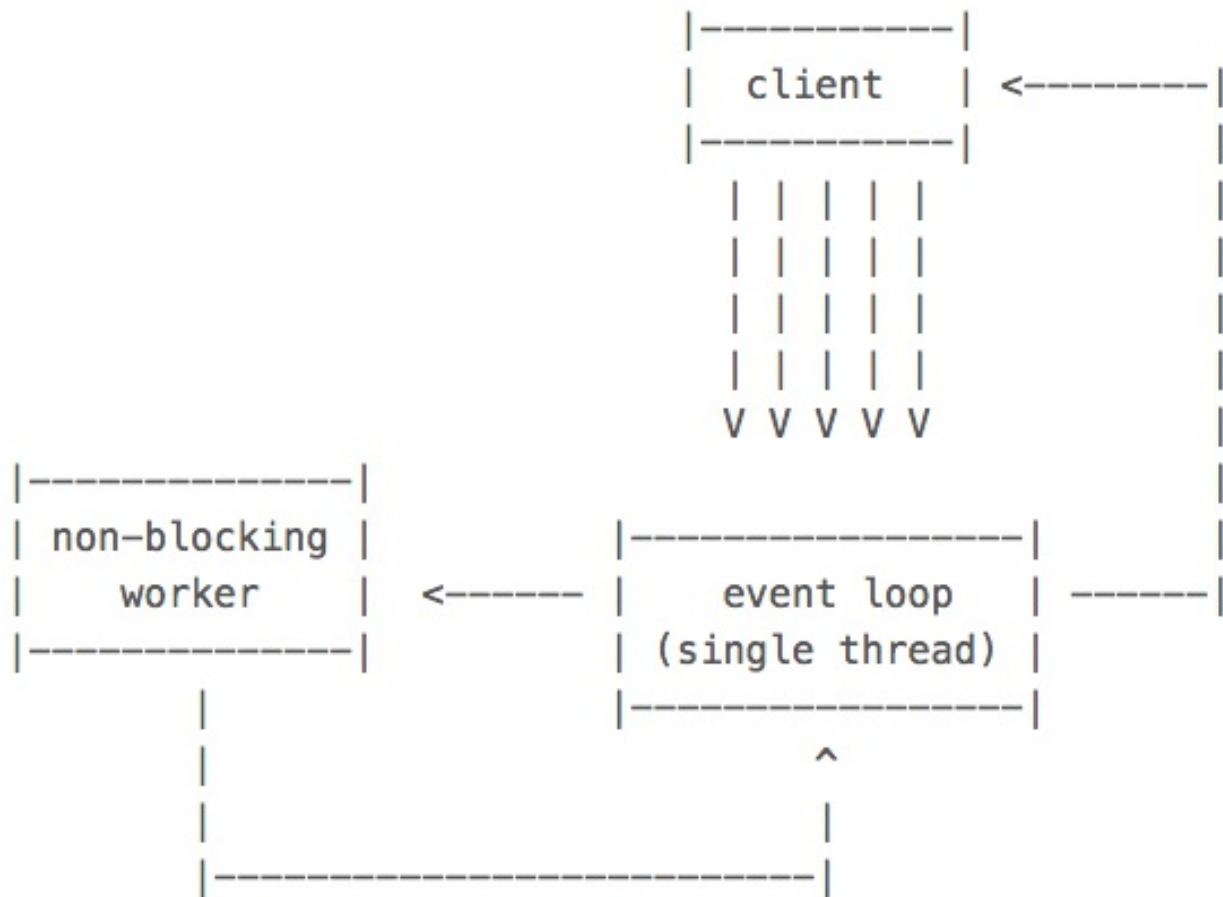 client
non-blocking
worker
event loop
(single thread)